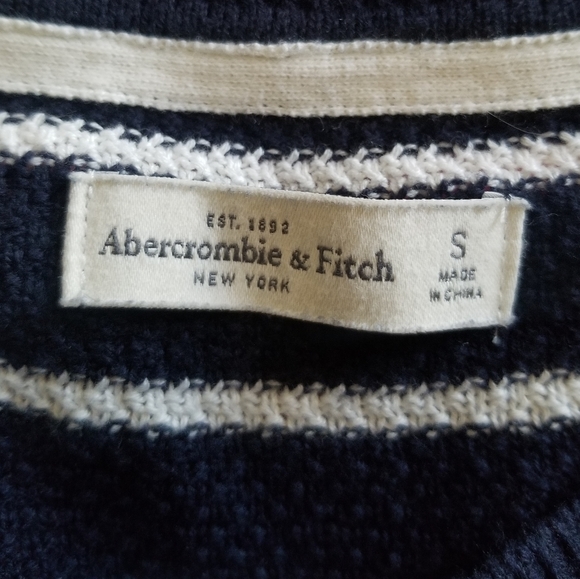 EST. 1892
Abercrombie & Fitch
NEW YORK
S
MADE
IN CHINA